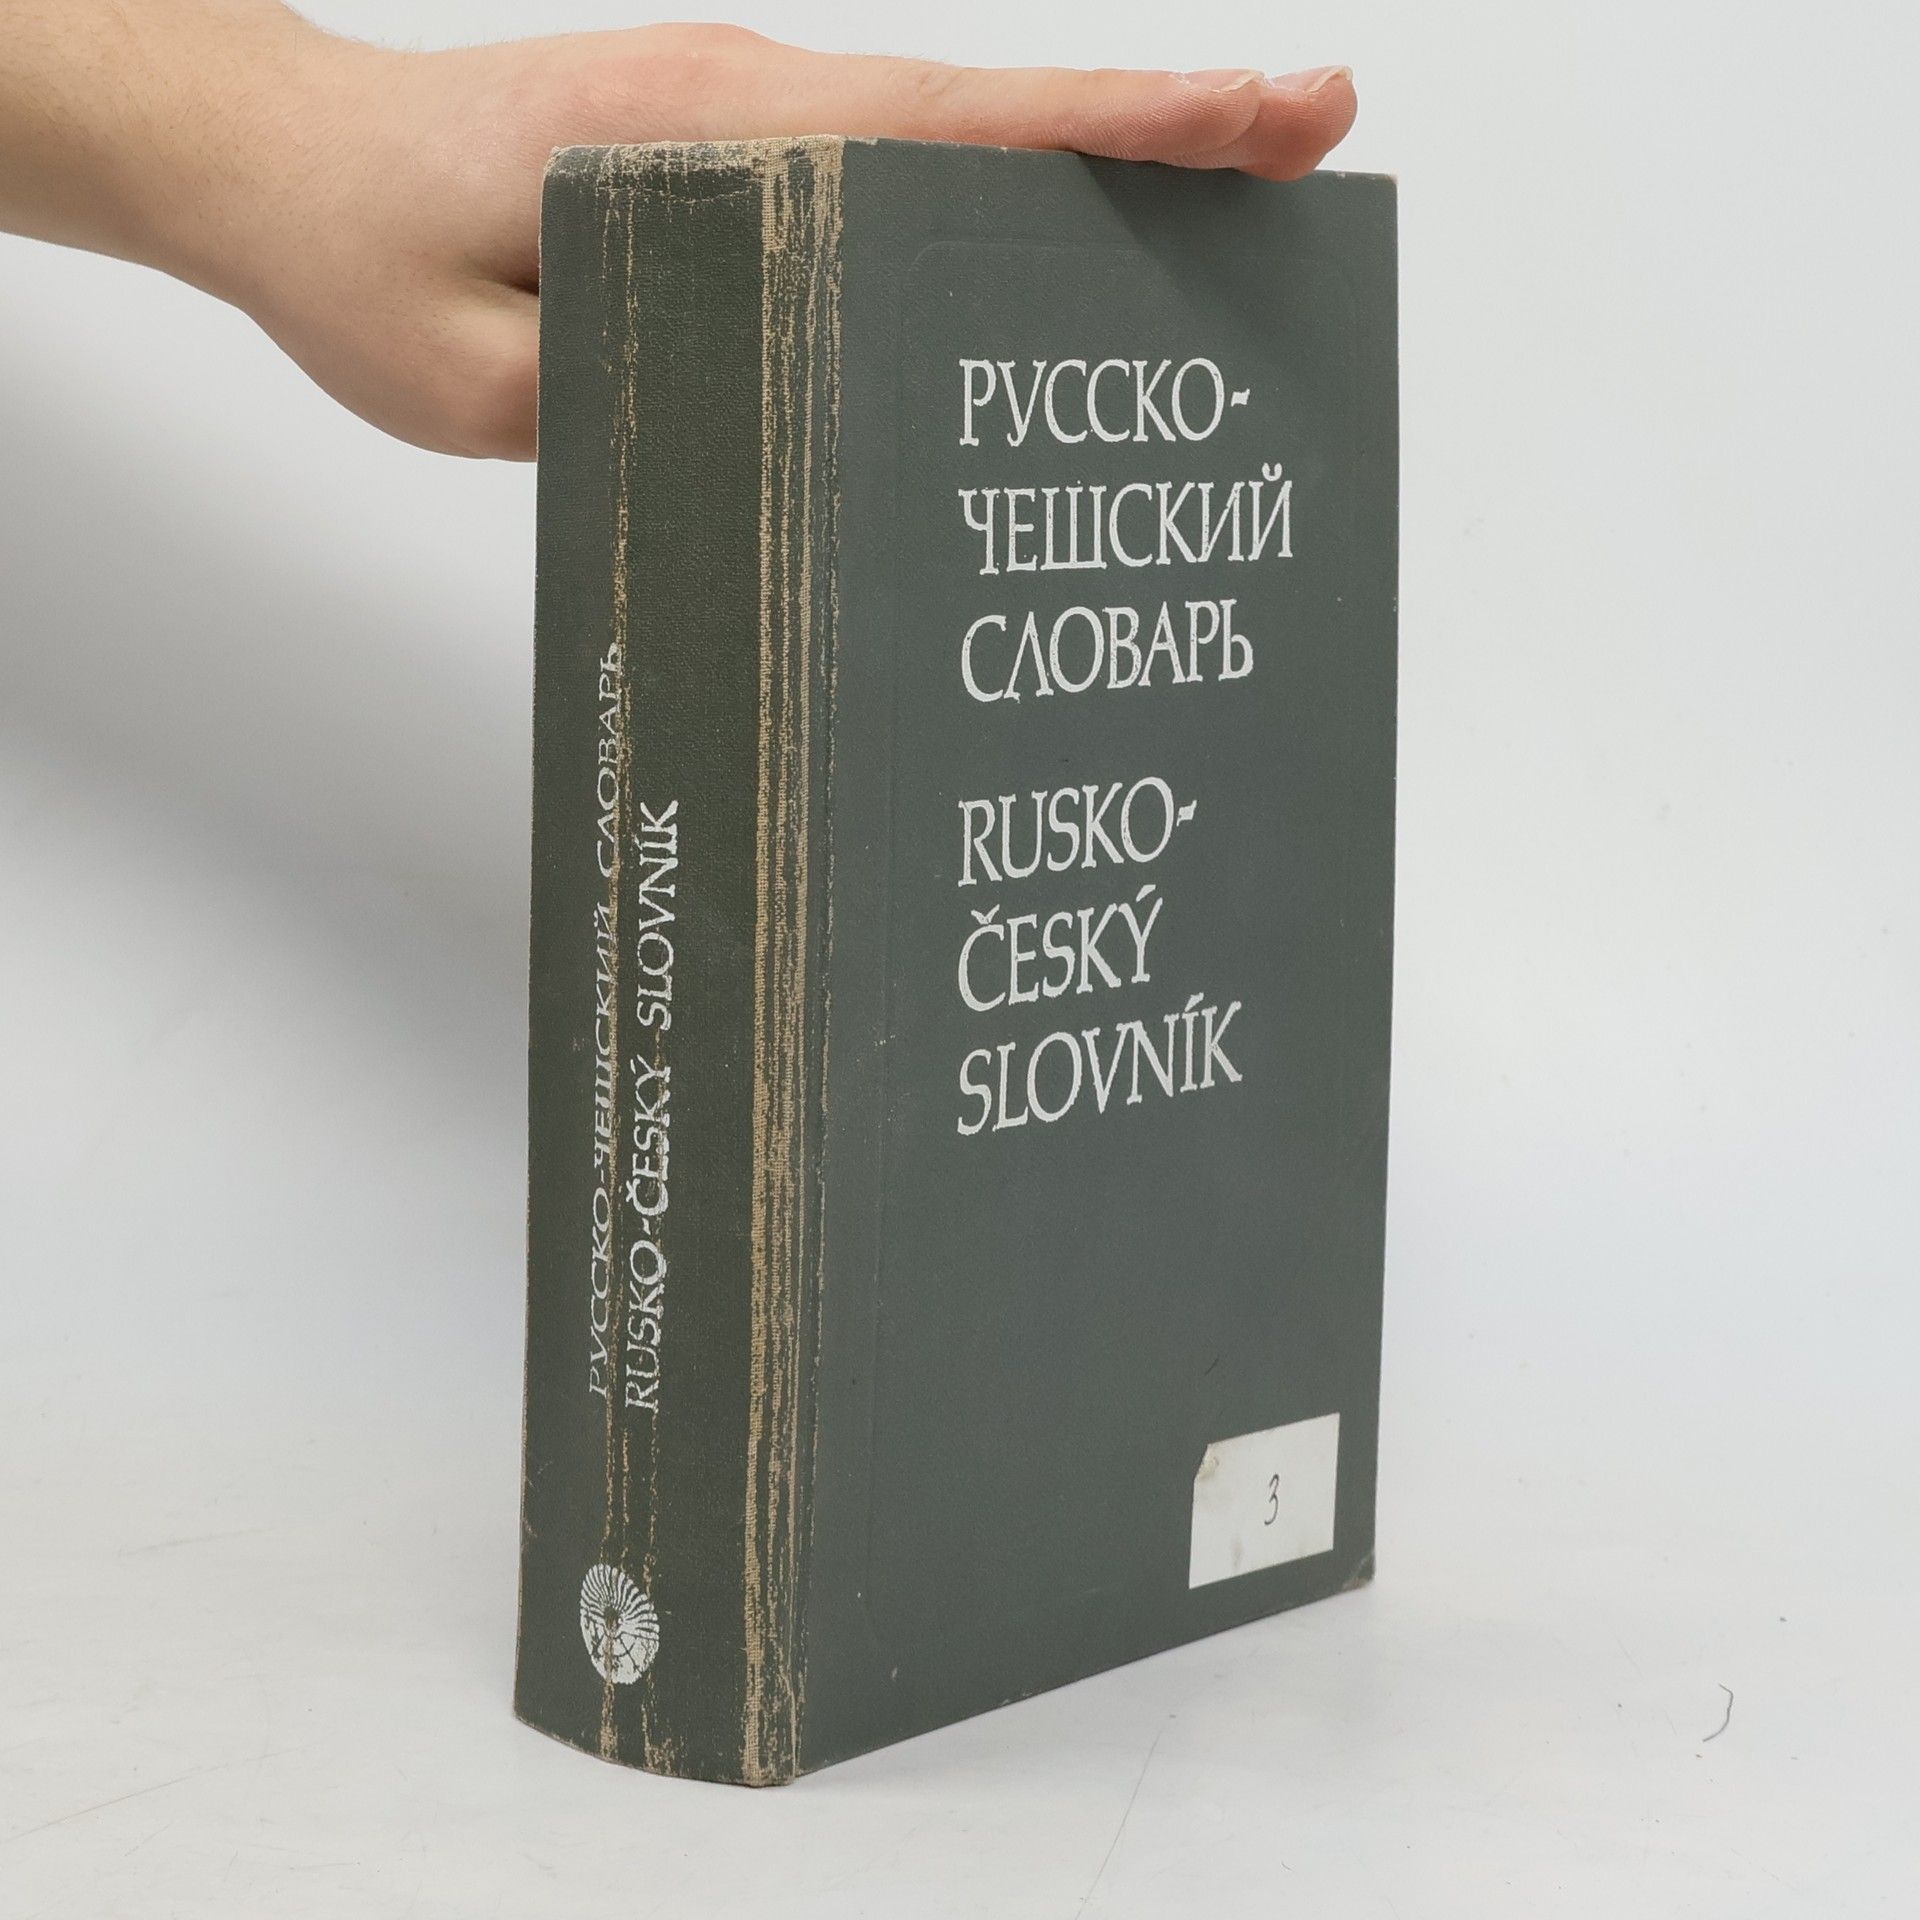 РУССКО-ЧЕШСКИЙ СЛОВАРЬ
RUSKO-ČESKÝ SLOVNÍK
РУССКО-
ЧЕШСКИЙ
СЛОВАРЬ
RUSKO-
ČESKÝ
SLOVNÍK
3